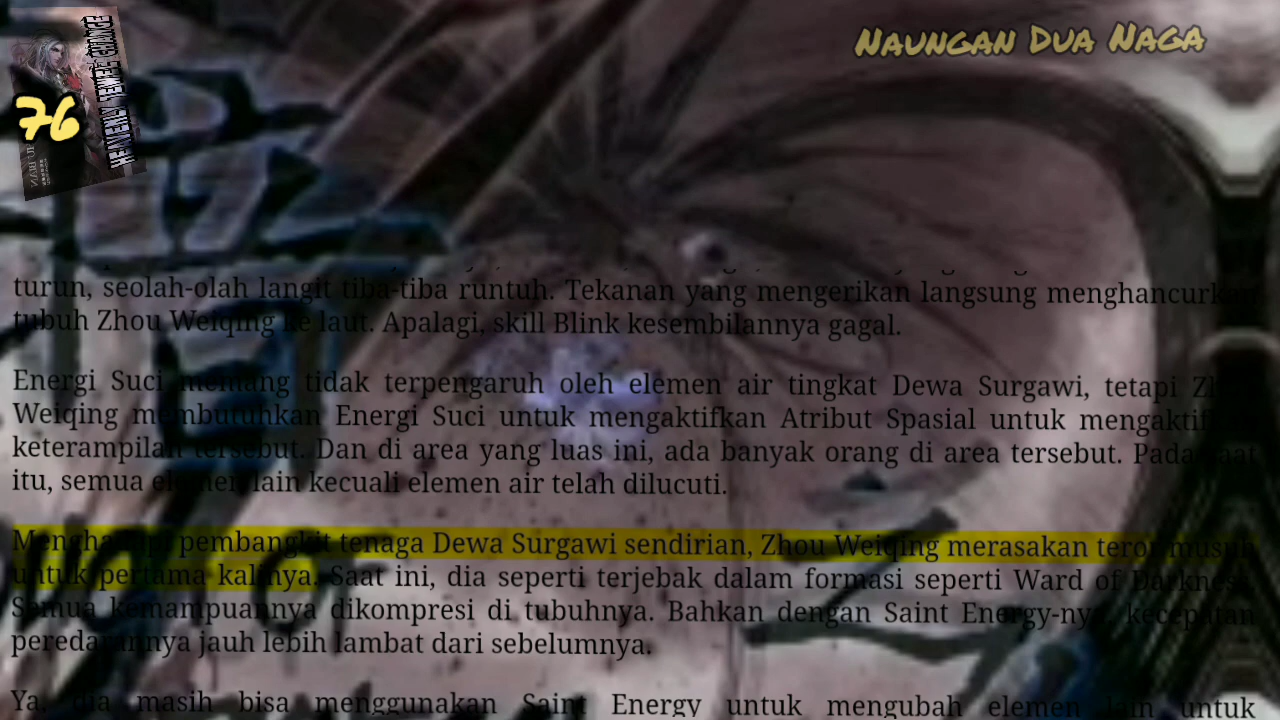 Naungan Dua Naga
HEAVENLY JEWEL
76
turun, seolah-olah langit tiba-tiba runtuh. Tekanan yang mengerikan langsung menghancurkan
tubuh Zhou Weiqing ke laut. Apalagi, skill Blink kesembilannya gagal.
Energi Suci memang tidak terpengaruh oleh elemen air tingkat Dewa Surgawi, tetapi Zhou
Weiqing membutuhkan Energi Suci untuk mengaktifkan Atribut Spasial untuk mengaktifkan
keterampilan tersebut. Dan di area yang luas ini, ada banyak orang di area tersebut. Pada saat
itu, semua elemen lain kecuali elemen air telah dilucuti.
Menghadapi pembangkit tenaga Dewa Surgawi sendirian, Zhou Weiqing merasakan teror musuh
untuk pertama kalinya. Saat ini, dia seperti terjebak dalam formasi seperti Ward of Darkness.
Semua kemampuannya dikompresi di tubuhnya. Bahkan dengan Saint Energy-nya, kecepatan
peredarannya jauh lebih lambat dari sebelumnya.
Ya, dia masih bisa menggunakan Saint Energy untuk mengubah elemen lain untuk